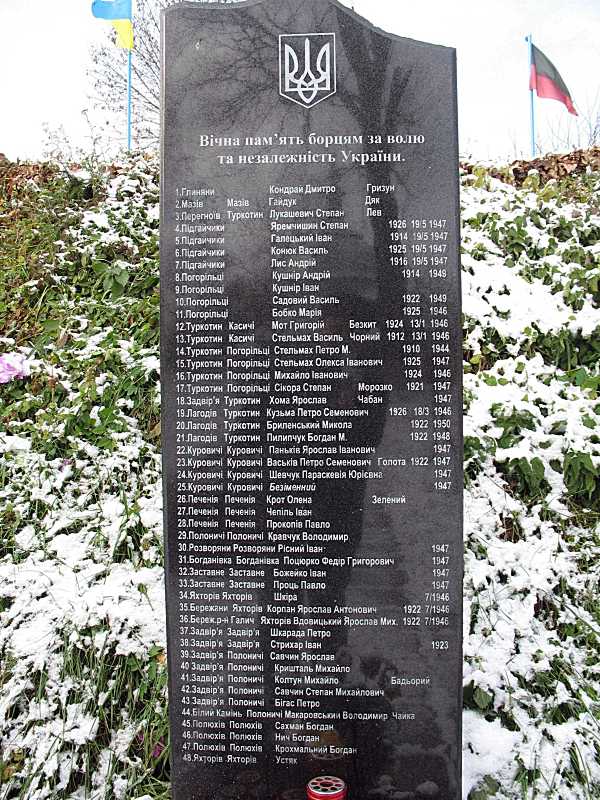 Вічна пам'ять борцям за волю
та незалежність України.
1.Глиняни Кондрай Дмитро Гризун
2.Мазів Мазів Гайдук Дяк
3.Перегноїв Туркотин Лукашевич Степан Лев
4.Підгайчики Яремчишин Степан 1926 19/5 1947
5.Підгайчики Галецький Іван 1914 19/5 1947
6.Підгайчики Конюк Василь 1925 19/5 1947
7.Підгайчики Лис Андрій 1916 19/5 1947
8.Погорільці Кушнір Андрій 1914 1949
9.Погорільці Кушнір Іван
10.Погорільці Садовий Василь 1922 1949
11.Погорільці Бобко Марія 1925 1946
12.Туркотин Касичі Мот Григорій Безкит 1924 13/1 1946
13.Туркотин Касичі Стельмах Василь Чорний 1912 13/1 1946
14.Туркотин Погорільці Стельмах Петро М. 1910 1944
15.Туркотин Погорільці Стельмах Олекса Іванович 1925 1947
16.Туркотин Погорільці Михайло Іванович 1924 1946
17.Туркотин Погорільці Сікора Степан Морозко 1921 1947
18.Задвір'я Туркотин Хома Ярослав Чабан 1947
19.Лагодів Туркотин Кузьма Петро Семенович 1926 18/3 1946
20.Лагодів Туркотин Бриленський Микола 1922 1950
21.Лагодів Туркотин Пилипчук Богдан М. 1922 1948
22.Куровичі Куровичі Паньків Ярослав Іванович 1947
23.Куровичі Куровичі Васьків Петро Семенович Голота 1922 1947
24.Куровичі Куровичі Шевчук Параскевія Юрієвна 1947
25.Куровичі Куровичі Безіменний 1947
26.Печенія Печенія Крот Олена Зелений
27.Печенія Печенія Чепіль Іван
28.Печенія Печенія Прокопів Павло
29.Полоничі Полоничі Кравчук Володимир
30.Розворяни Розворяни Рісний Іван 1947
31.Богданівка Богданівка Поцюрко Федір Григорович 1947
32.Заставне Заставне Божейко Іван 1947
33.Заставне Заставне Проць Павло 1947
34.Яхторів Яхторів Шкіра 7/1946
35.Бережани Яхторів Корпан Ярослав Антонович 1922 7/1946
36.Береж.р-н Галич Яхторів Вдовицький Ярослав Мих. 1922 7/1946
37.Задвір'я Задвір'я Шкарада Петро
38.Задвір'я Задвір'я Стрихар Іван 1923
39.Задвір'я Полоничі Савчин Ярослав
40 Задвір'я Полоничі Кришталь Михайло
41.Задвір'я Полоничі Колтун Михайло Бадьорий
42.Задвір'я Полоничі Савчин Степан Михайлович
43.Задвір'я Полоничі Бігас Петро
44.Білий Камінь Полоничі Макаровський Володимир Чайка
45.Полюхів Полюхів Сахман Богдан
46.Полюхів Полюхів Нич Богдан
47.Полюхів Полюхів Крохмальний Богдан
48.Яхторів Яхторів Устяк